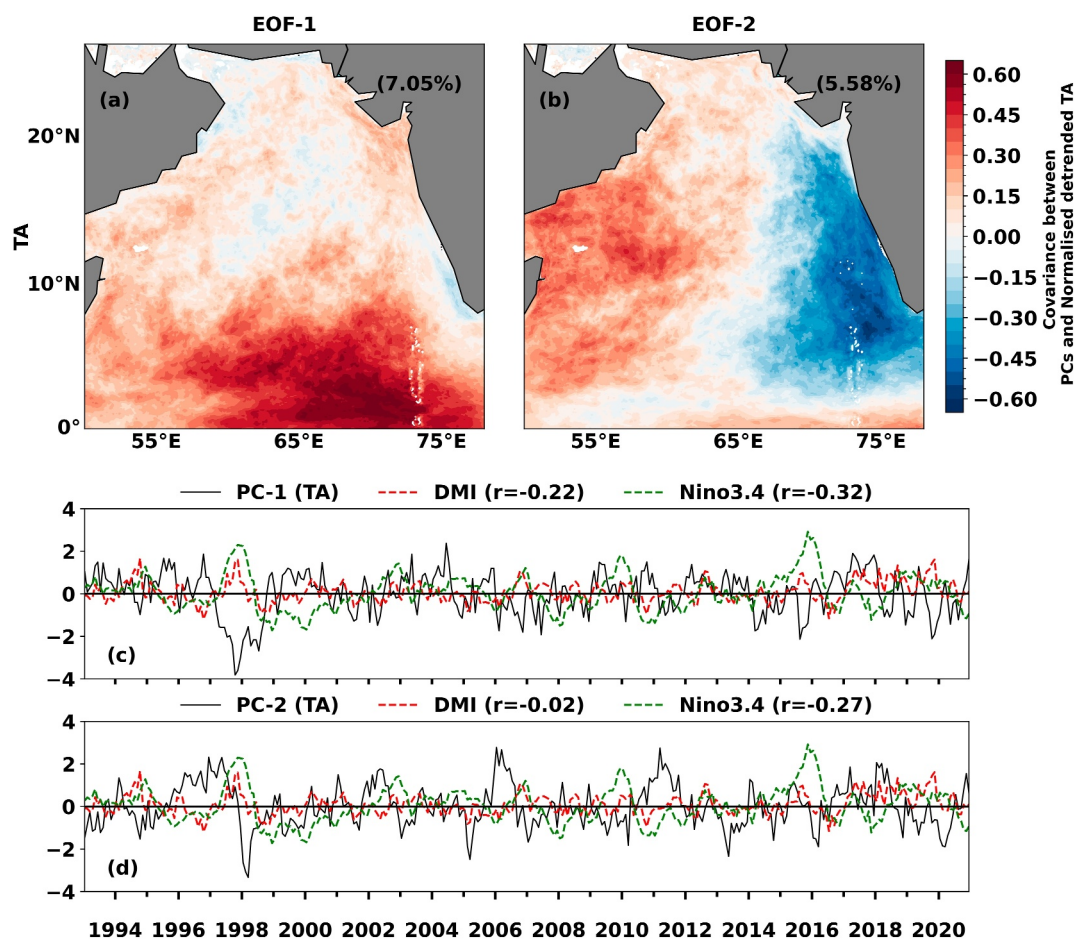 EOF-1 EOF-2
(a) (7.05%) (b) (5.58%)
20°N
10°N
0°
TA
55°E 65°E 75°E 55°E 65°E 75°E
0.60
0.45
0.30
0.15
0.00
−0.15
−0.30
−0.45
−0.60
Covariance between
PCs and Normalised detrended TA
PC-1 (TA) DMI (r=-0.22) Nino3.4 (r=-0.32)
4
2
0
−2
−4
(c)
PC-2 (TA) DMI (r=-0.02) Nino3.4 (r=-0.27)
4
2
0
−2
−4
(d)
1994 1996 1998 2000 2002 2004 2006 2008 2010 2012 2014 2016 2018 2020